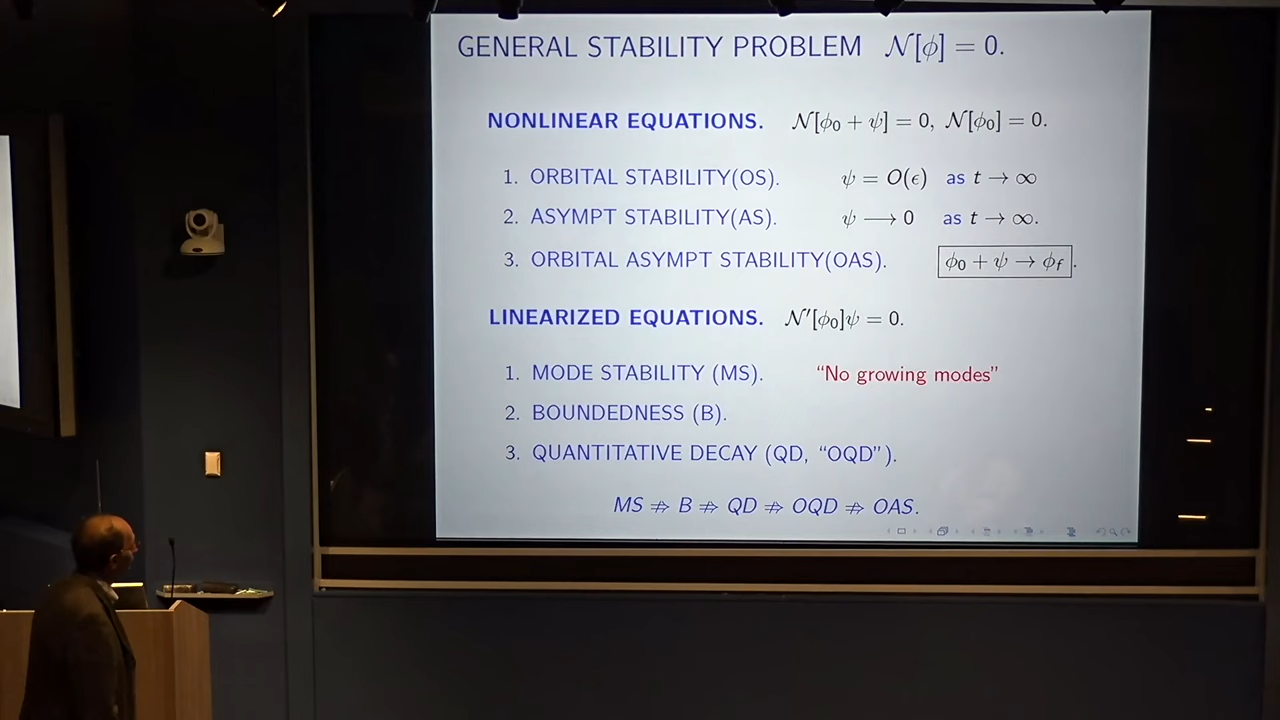 GENERAL STABILITY PROBLEM 𝒩[ϕ] = 0.
NONLINEAR EQUATIONS. 𝒩[ϕ₀ + ψ] = 0, 𝒩[ϕ₀] = 0.
1. ORBITAL STABILITY(OS). ψ = O(ϵ) as t → ∞
2. ASYMPT STABILITY(AS). ψ ⟶ 0 as t → ∞.
3. ORBITAL ASYMPT STABILITY(OAS). ϕ₀ + ψ → ϕ_f.
LINEARIZED EQUATIONS. 𝒩′[ϕ₀]ψ = 0.
1. MODE STABILITY (MS). “No growing modes”
2. BOUNDEDNESS (B).
3. QUANTITATIVE DECAY (QD, “OQD”).
MS ⇏ B ⇏ QD ⇏ OQD ⇏ OAS.